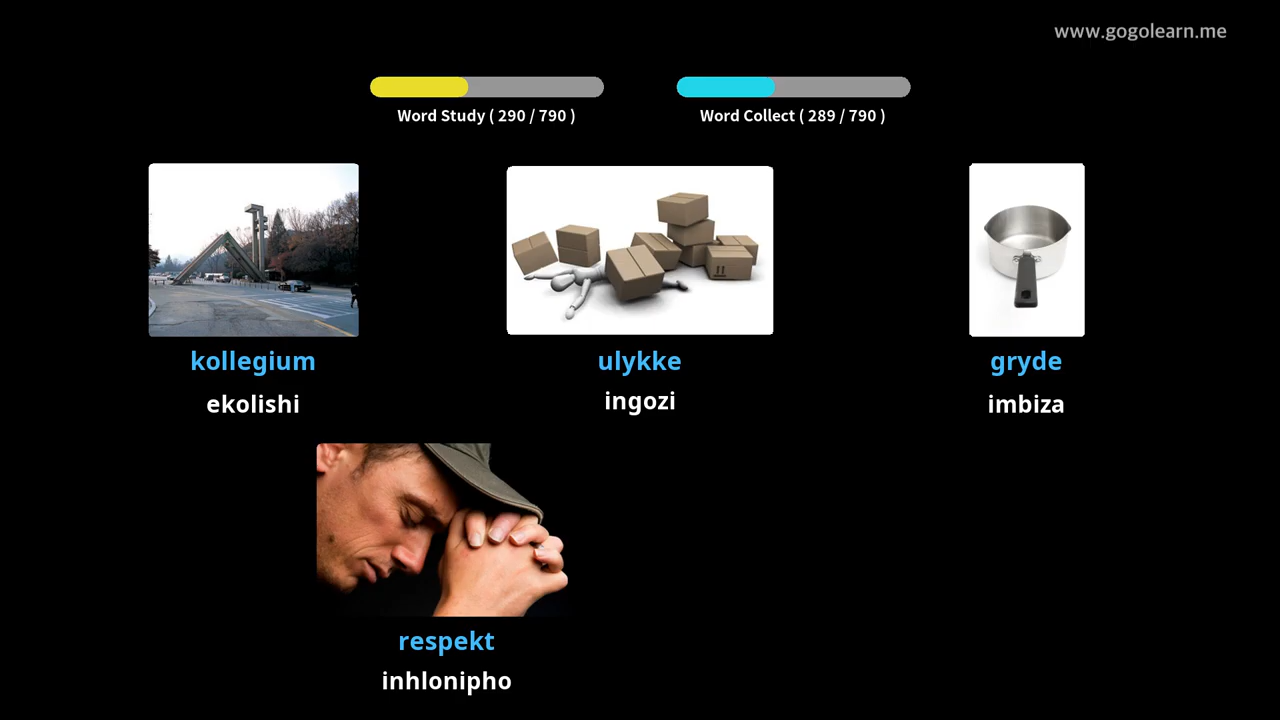 www.gogolearn.me
Word Study ( 290 / 790 )
Word Collect ( 289 / 790 )
kollegium
ekolishi
ulykke
ingozi
gryde
imbiza
respekt
inhlonipho